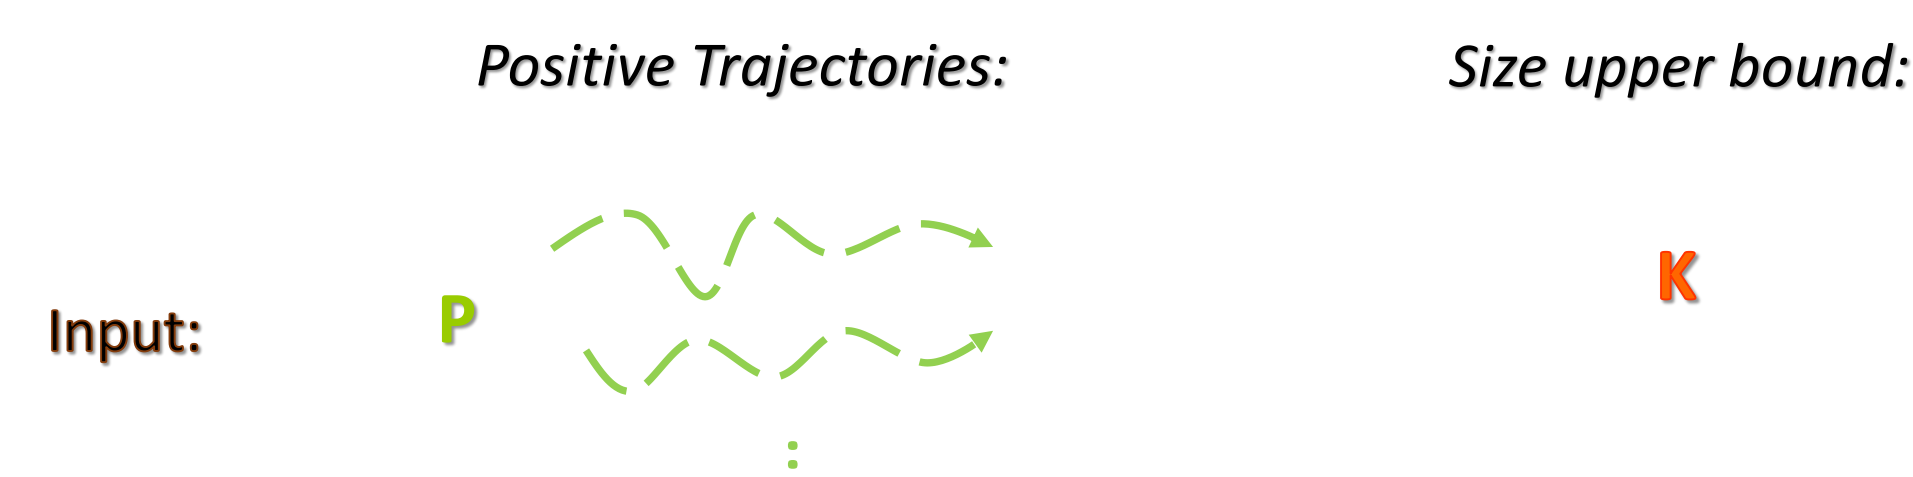 Positive Trajectories:
Size upper bound:
K
P
Input:
: